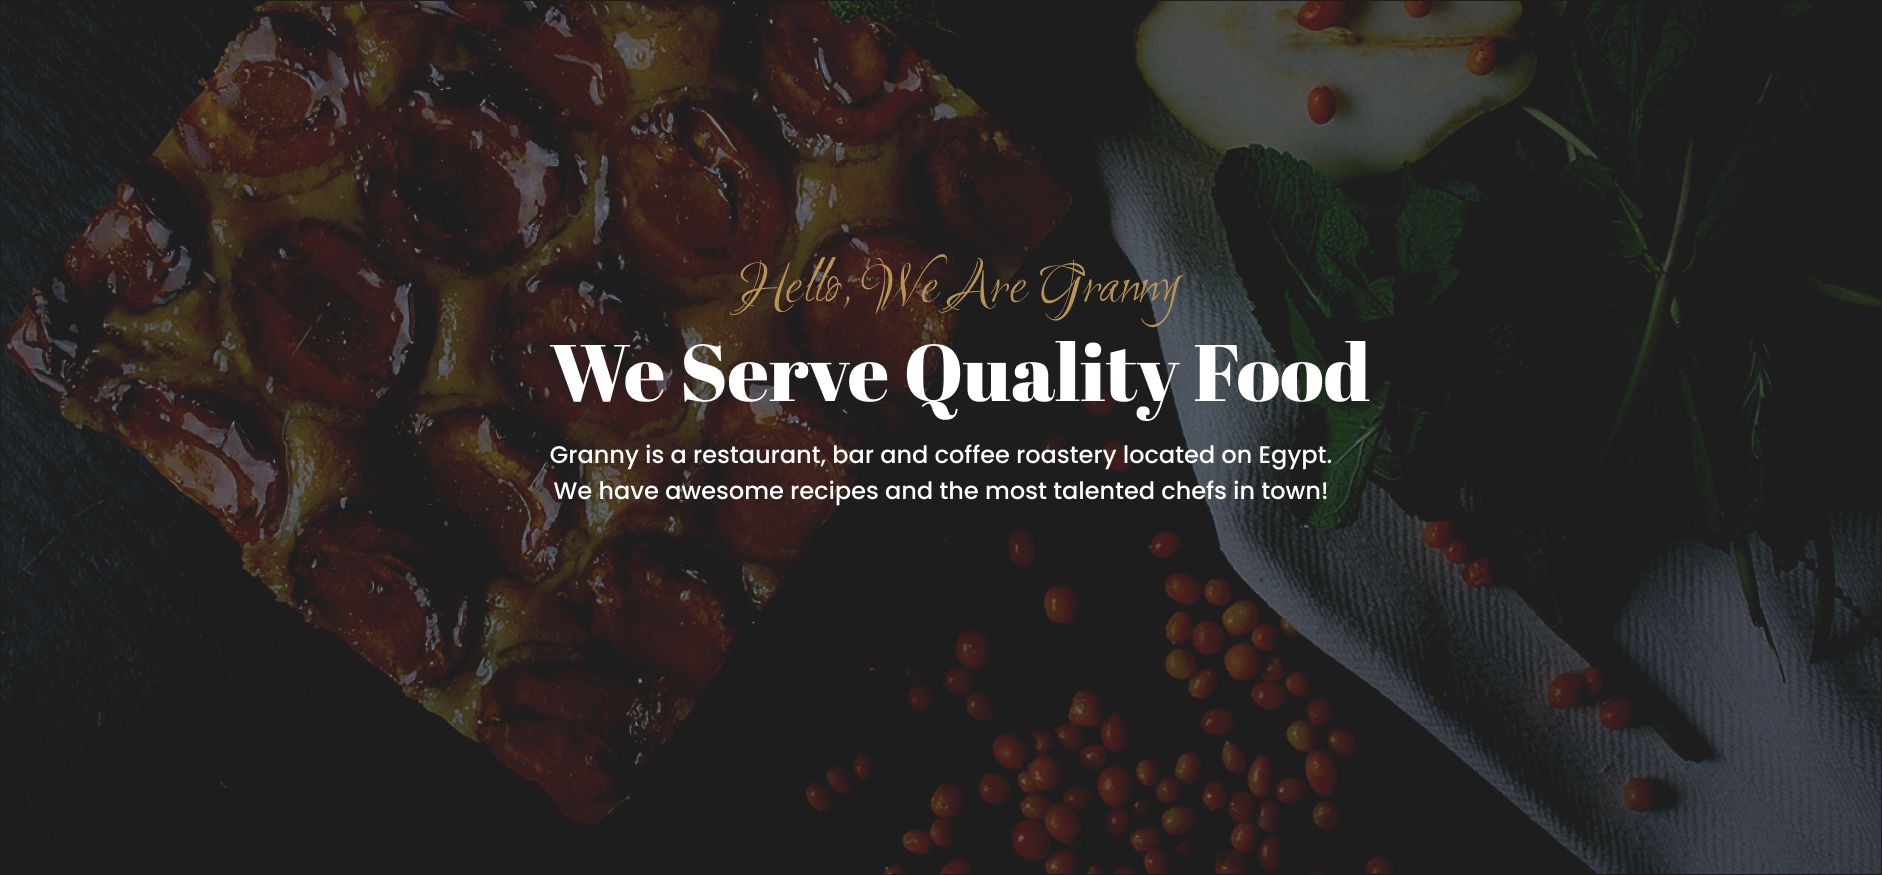 Hello, We Are Granny
We Serve Quality Food
Granny is a restaurant, bar and coffee roastery located on Egypt.
We have awesome recipes and the most talented chefs in town!